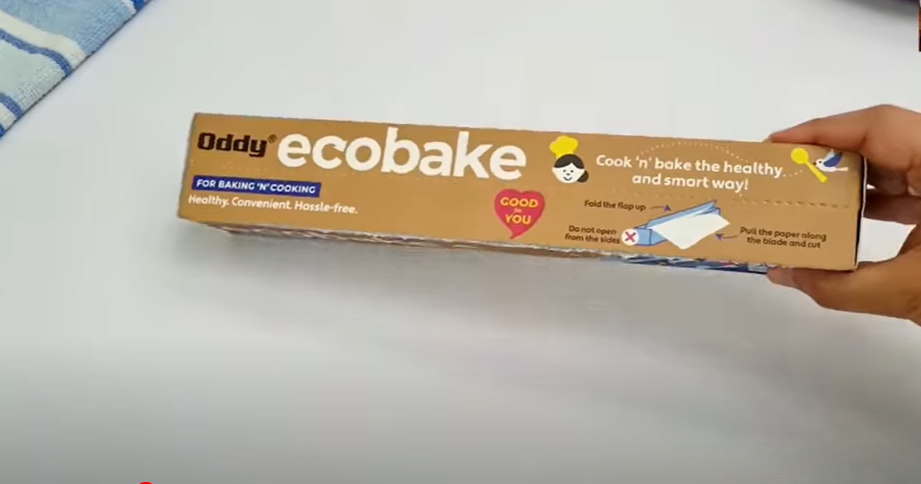 Oddy® ecobake
FOR BAKING 'N' COOKING
Healthy. Convenient. Hassle-free.
GOOD
for
YOU
Cook 'n' bake the healthy
and smart way!
Fold the flap up
Do not open
from the sides
Pull the paper along
the blade and cut